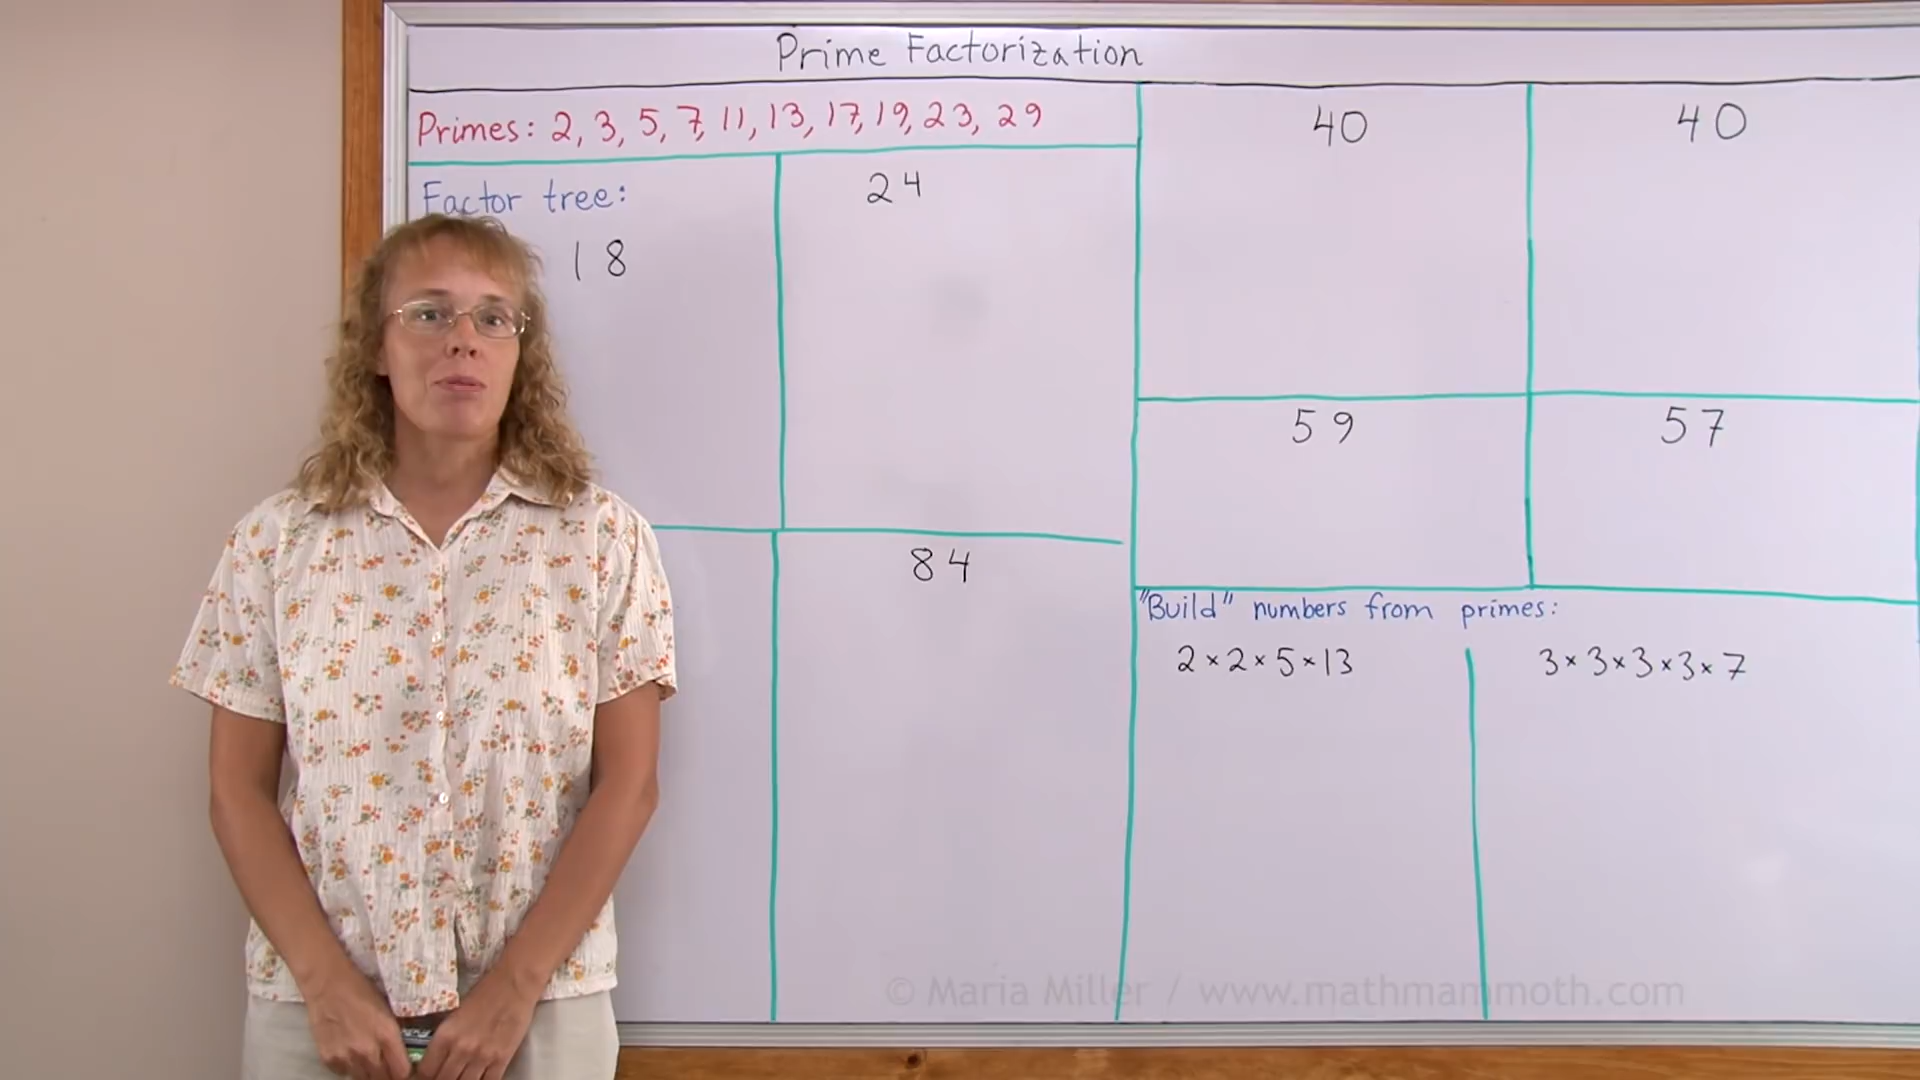 Prime Factorization
Primes: 2, 3, 5, 7, 11, 13, 17, 19, 23, 29
Factor tree:
18
24
84
40
40
59
57
"Build" numbers from primes:
2 × 2 × 5 × 13
3 × 3 × 3 × 3 × 7
© Maria Miller / www.mathmammoth.com